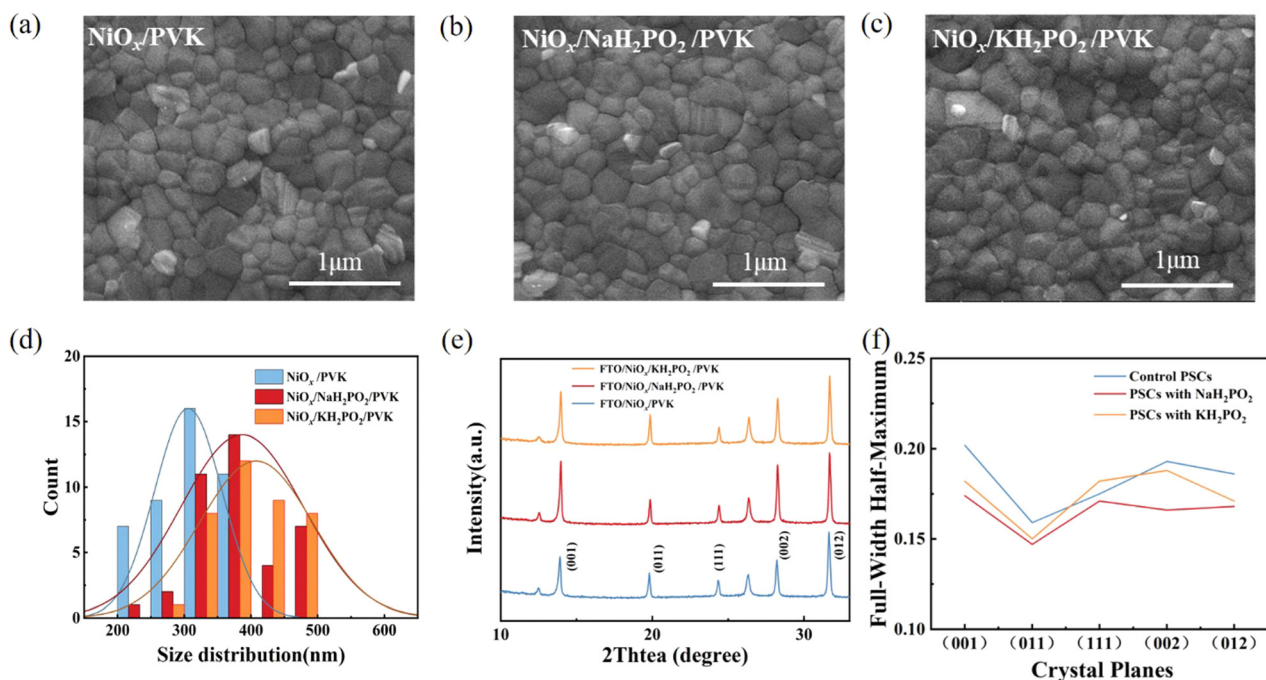 (a)
NiOₓ/PVK
1μm
(b)
NiOₓ/NaH₂PO₂ /PVK
1μm
(c)
NiOₓ/KH₂PO₂ /PVK
1μm
(d)
20
15
10
5
0
Count
NiOₓ /PVK
NiOₓ/NaH₂PO₂/PVK
NiOₓ/KH₂PO₂/PVK
200 300 400 500 600
Size distribution(nm)
(e)
Intensity(a.u.)
FTO/NiOₓ/KH₂PO₂ /PVK
FTO/NiOₓ/NaH₂PO₂ /PVK
FTO/NiOₓ/PVK
(001) (011) (111) (002) (012)
10 20 30
2Thtea (degree)
(f)
Full-Width Half-Maximum
0.25
0.20
0.15
0.10
Control PSCs
PSCs with NaH₂PO₂
PSCs with KH₂PO₂
(001) (011) (111) (002) (012)
Crystal Planes